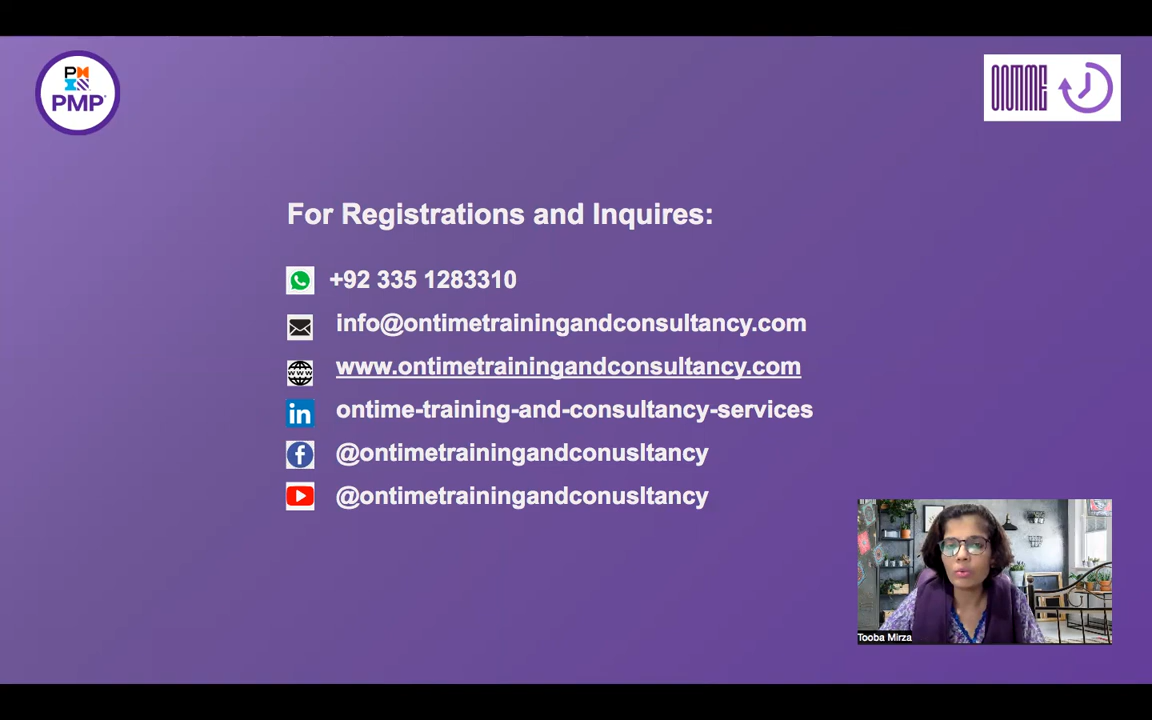 PMP
For Registrations and Inquires:
+92 335 1283310
info@ontimetrainingandconsultancy.com
www.ontimetrainingandconsultancy.com
ontime-training-and-consultancy-services
@ontimetrainingandconusltancy
@ontimetrainingandconusltancy
Tooba Mirza